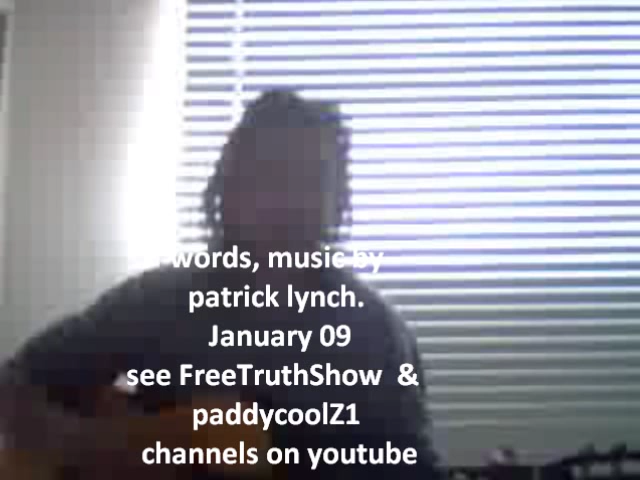 words, music by
patrick lynch.
January 09
see FreeTruthShow &
paddycoolZ1
channels on youtube